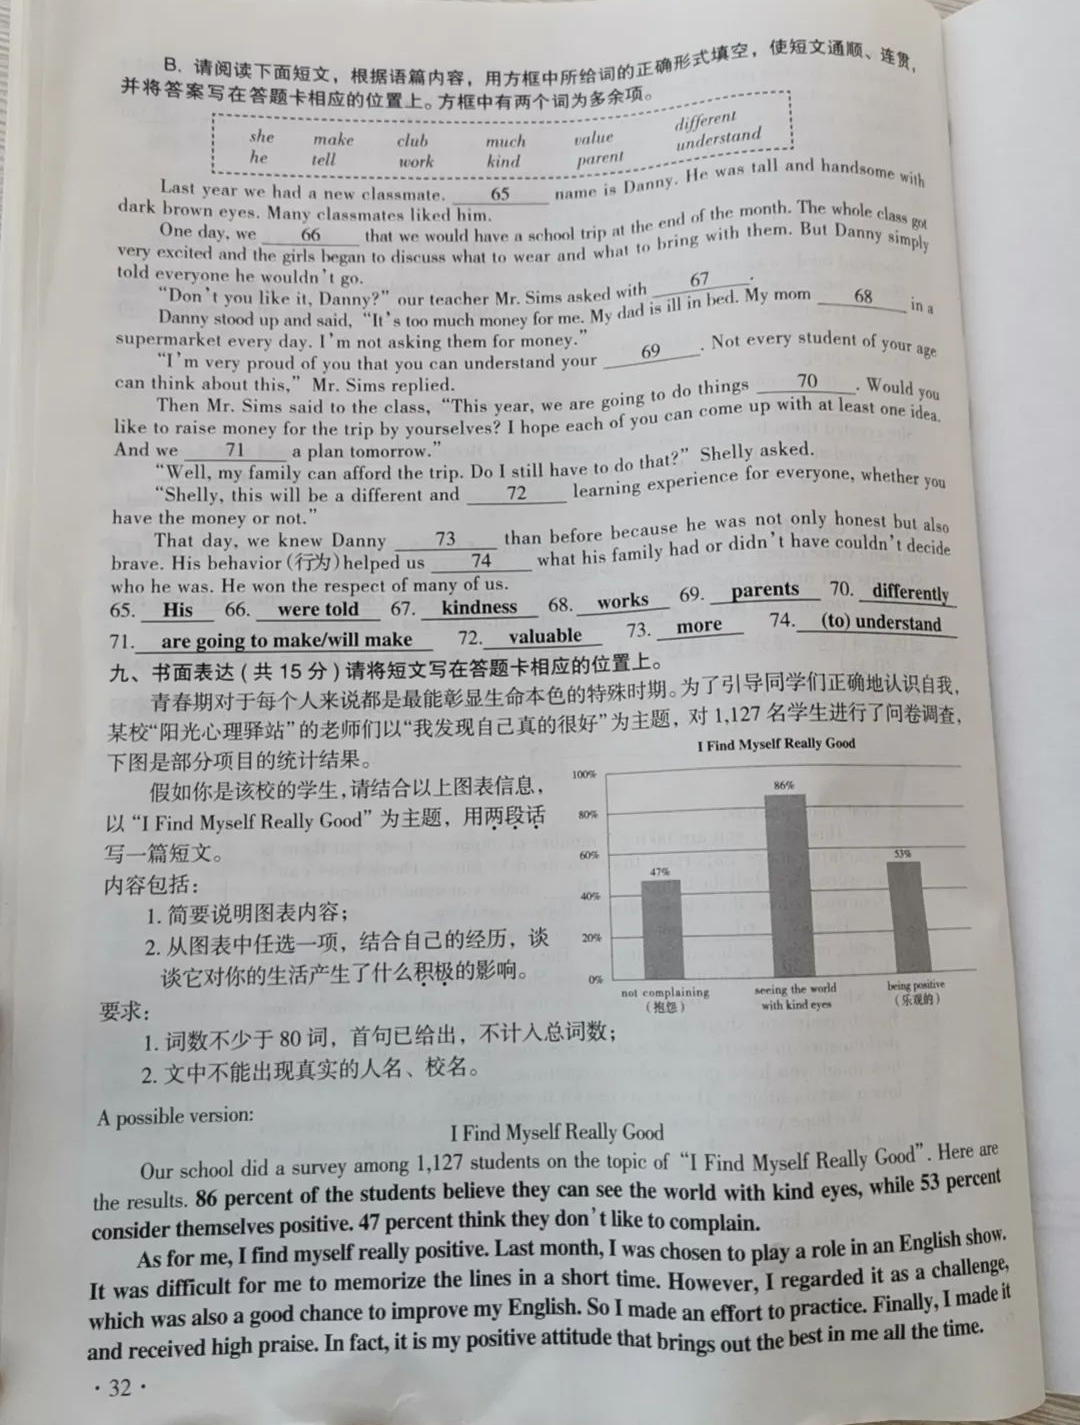 B. 请阅读下面短文，根据语篇内容，用方框中所给词的正确形式填空，使短文通顺、连贯，
并将答案写在答题卡相应的位置上。方框中有两个词为多余项。
she make club much value different
he tell work kind parent understand
Last year we had a new classmate. 65 name is Danny. He was tall and handsome with
dark brown eyes. Many classmates liked him.
One day, we 66 that we would have a school trip at the end of the month. The whole class got
very excited and the girls began to discuss what to wear and what to bring with them. But Danny simply
told everyone he wouldn't go.
“Don't you like it, Danny?” our teacher Mr. Sims asked with 67 .
Danny stood up and said, “It's too much money for me. My dad is ill in bed. My mom 68 in a
supermarket every day. I'm not asking them for money.”
“I'm very proud of you that you can understand your 69 . Not every student of your age
can think about this,” Mr. Sims replied.
Then Mr. Sims said to the class, “This year, we are going to do things 70 . Would you
like to raise money for the trip by yourselves? I hope each of you can come up with at least one idea.
And we 71 a plan tomorrow.”
“Well, my family can afford the trip. Do I still have to do that?” Shelly asked.
“Shelly, this will be a different and 72 learning experience for everyone, whether you
have the money or not.”
That day, we knew Danny 73 than before because he was not only honest but also
brave. His behavior (行为) helped us 74 what his family had or didn't have couldn't decide
who he was. He won the respect of many of us.
65. His 66. were told 67. kindness 68. works 69. parents 70. differently
71. are going to make/will make 72. valuable 73. more 74. (to) understand
九、书面表达 (共 15 分) 请将短文写在答题卡相应的位置上。
青春期对于每个人来说都是最能彰显生命本色的特殊时期。为了引导同学们正确地认识自我，
某校“阳光心理驿站”的老师们以“我发现自己真的很好”为主题，对 1,127 名学生进行了问卷调查，
下图是部分项目的统计结果。
假如你是该校的学生，请结合以上图表信息，
以 “I Find Myself Really Good” 为主题，用两段话
写一篇短文。
内容包括：
1. 简要说明图表内容；
2. 从图表中任选一项，结合自己的经历，谈
谈它对你的生活产生了什么积极的影响。
要求：
1. 词数不少于 80 词，首句已给出，不计入总词数；
2. 文中不能出现真实的人名、校名。
I Find Myself Really Good
100%
80%
60%
40%
20%
0%
47%
86%
53%
not complaining
(抱怨)
seeing the world
with kind eyes
being positive
(乐观的)
A possible version:
I Find Myself Really Good
Our school did a survey among 1,127 students on the topic of “I Find Myself Really Good”. Here are
the results. 86 percent of the students believe they can see the world with kind eyes, while 53 percent
consider themselves positive. 47 percent think they don't like to complain.
As for me, I find myself really positive. Last month, I was chosen to play a role in an English show.
It was difficult for me to memorize the lines in a short time. However, I regarded it as a challenge,
which was also a good chance to improve my English. So I made an effort to practice. Finally, I made it
and received high praise. In fact, it is my positive attitude that brings out the best in me all the time.
· 32 ·